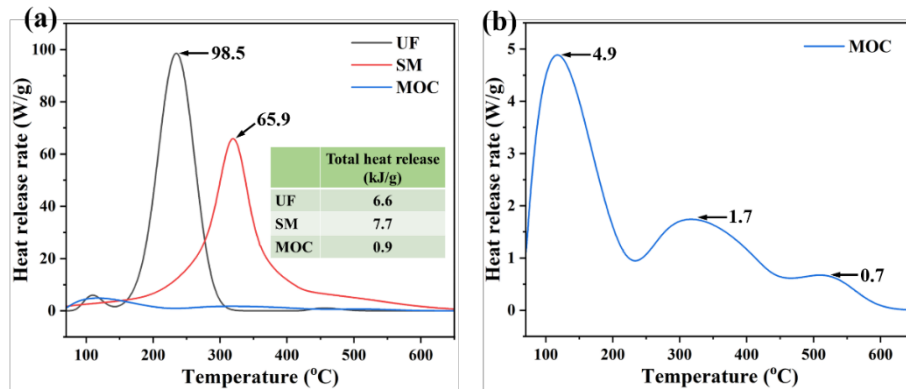 (a)
UF
SM
MOC
98.5
65.9
Total heat release
(kJ/g)
UF 6.6
SM 7.7
MOC 0.9
Heat release rate (W/g)
100
80
60
40
20
0
100 200 300 400 500 600
Temperature (°C)
(b)
MOC
4.9
1.7
0.7
Heat release rate (W/g)
5
4
3
2
1
0
100 200 300 400 500 600
Temperature (°C)